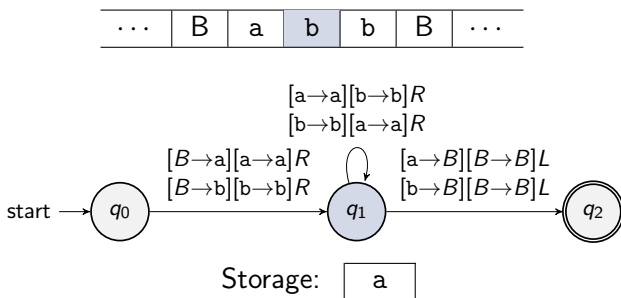 ⋯ B a b b B ⋯
[a→a][b→b]R
[b→b][a→a]R
[B→a][a→a]R
[B→b][b→b]R
[a→B][B→B]L
[b→B][B→B]L
start q₀ q₁ q₂
Storage: a